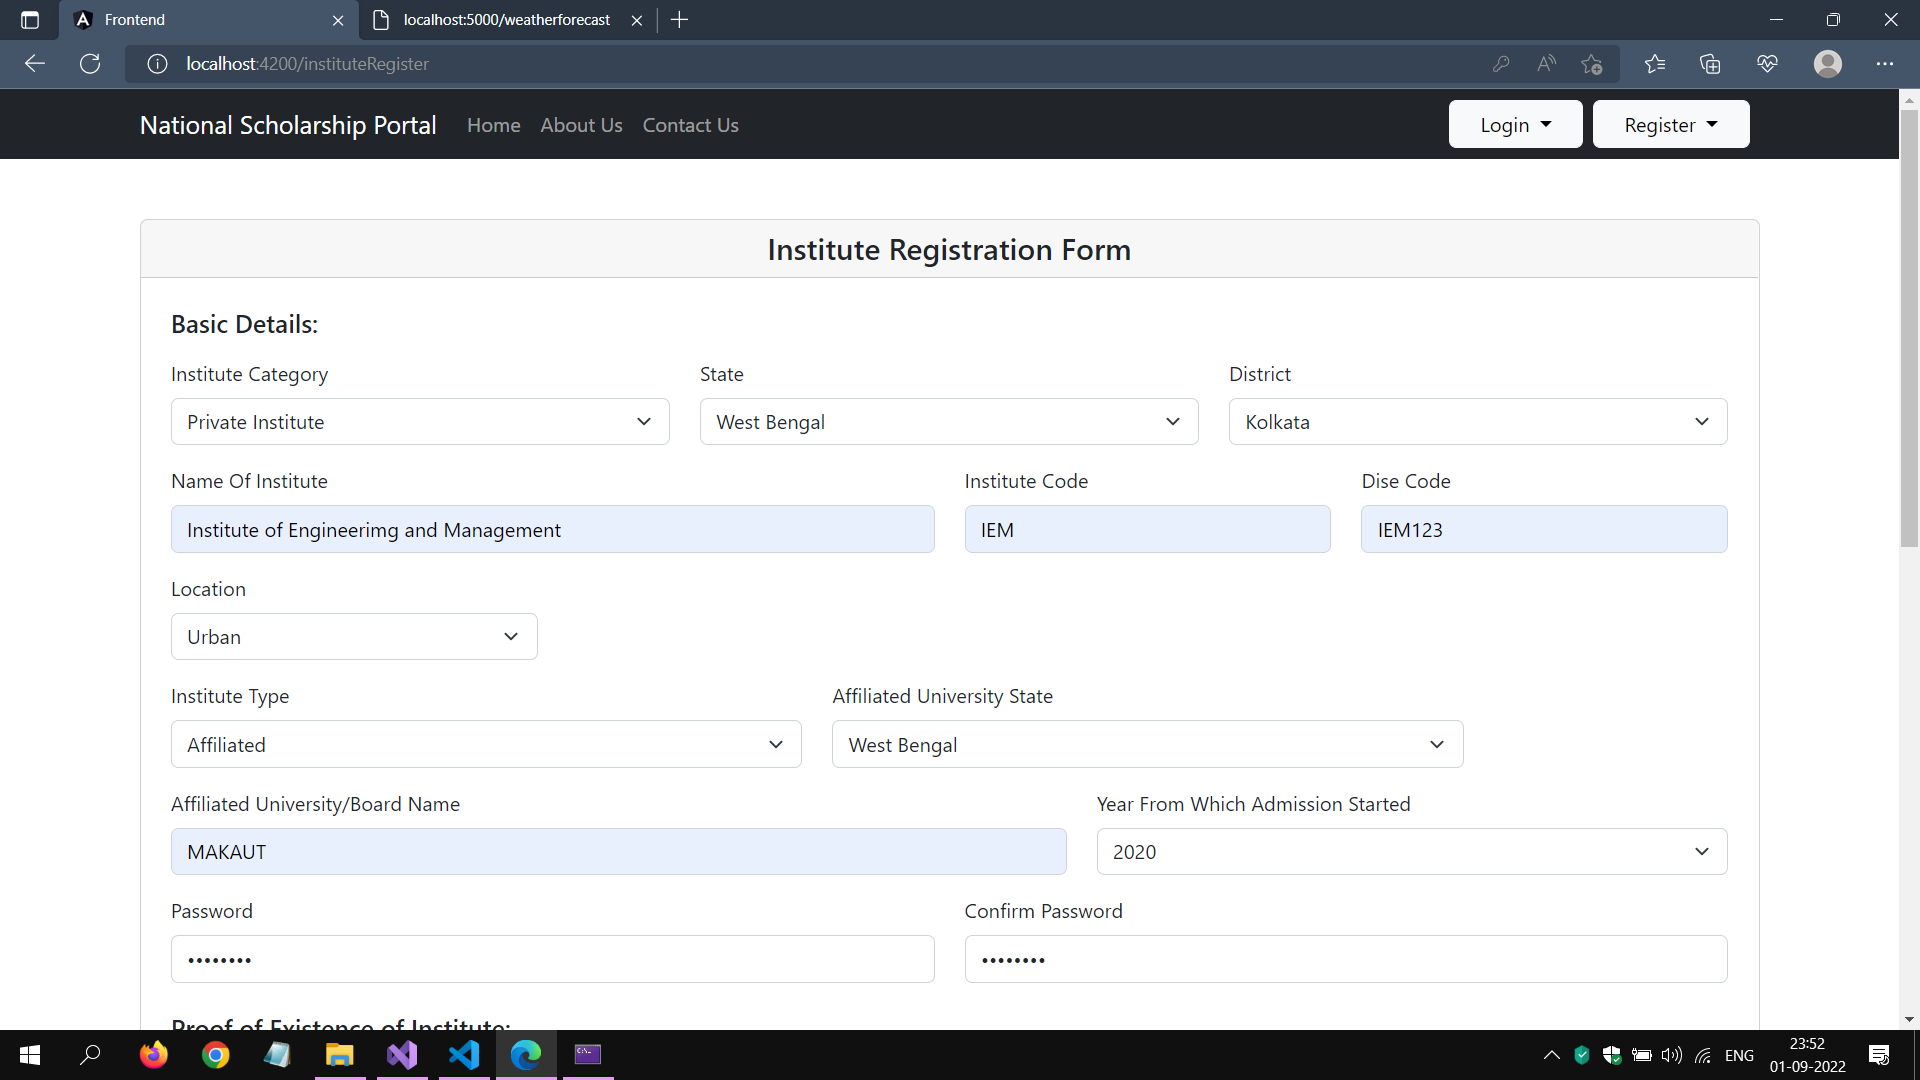 Frontend
localhost:5000/weatherforecast
localhost:4200/instituteRegister
National Scholarship Portal Home About Us Contact Us Login Register
Institute Registration Form
Basic Details:
Institute Category State District
Private Institute West Bengal Kolkata
Name Of Institute Institute Code Dise Code
Institute of Engineerimg and Management IEM IEM123
Location
Urban
Institute Type Affiliated University State
Affiliated West Bengal
Affiliated University/Board Name Year From Which Admission Started
MAKAUT 2020
Password Confirm Password
•••••••• ••••••••
Proof of Existence of Institute:
ENG 23:52
01-09-2022